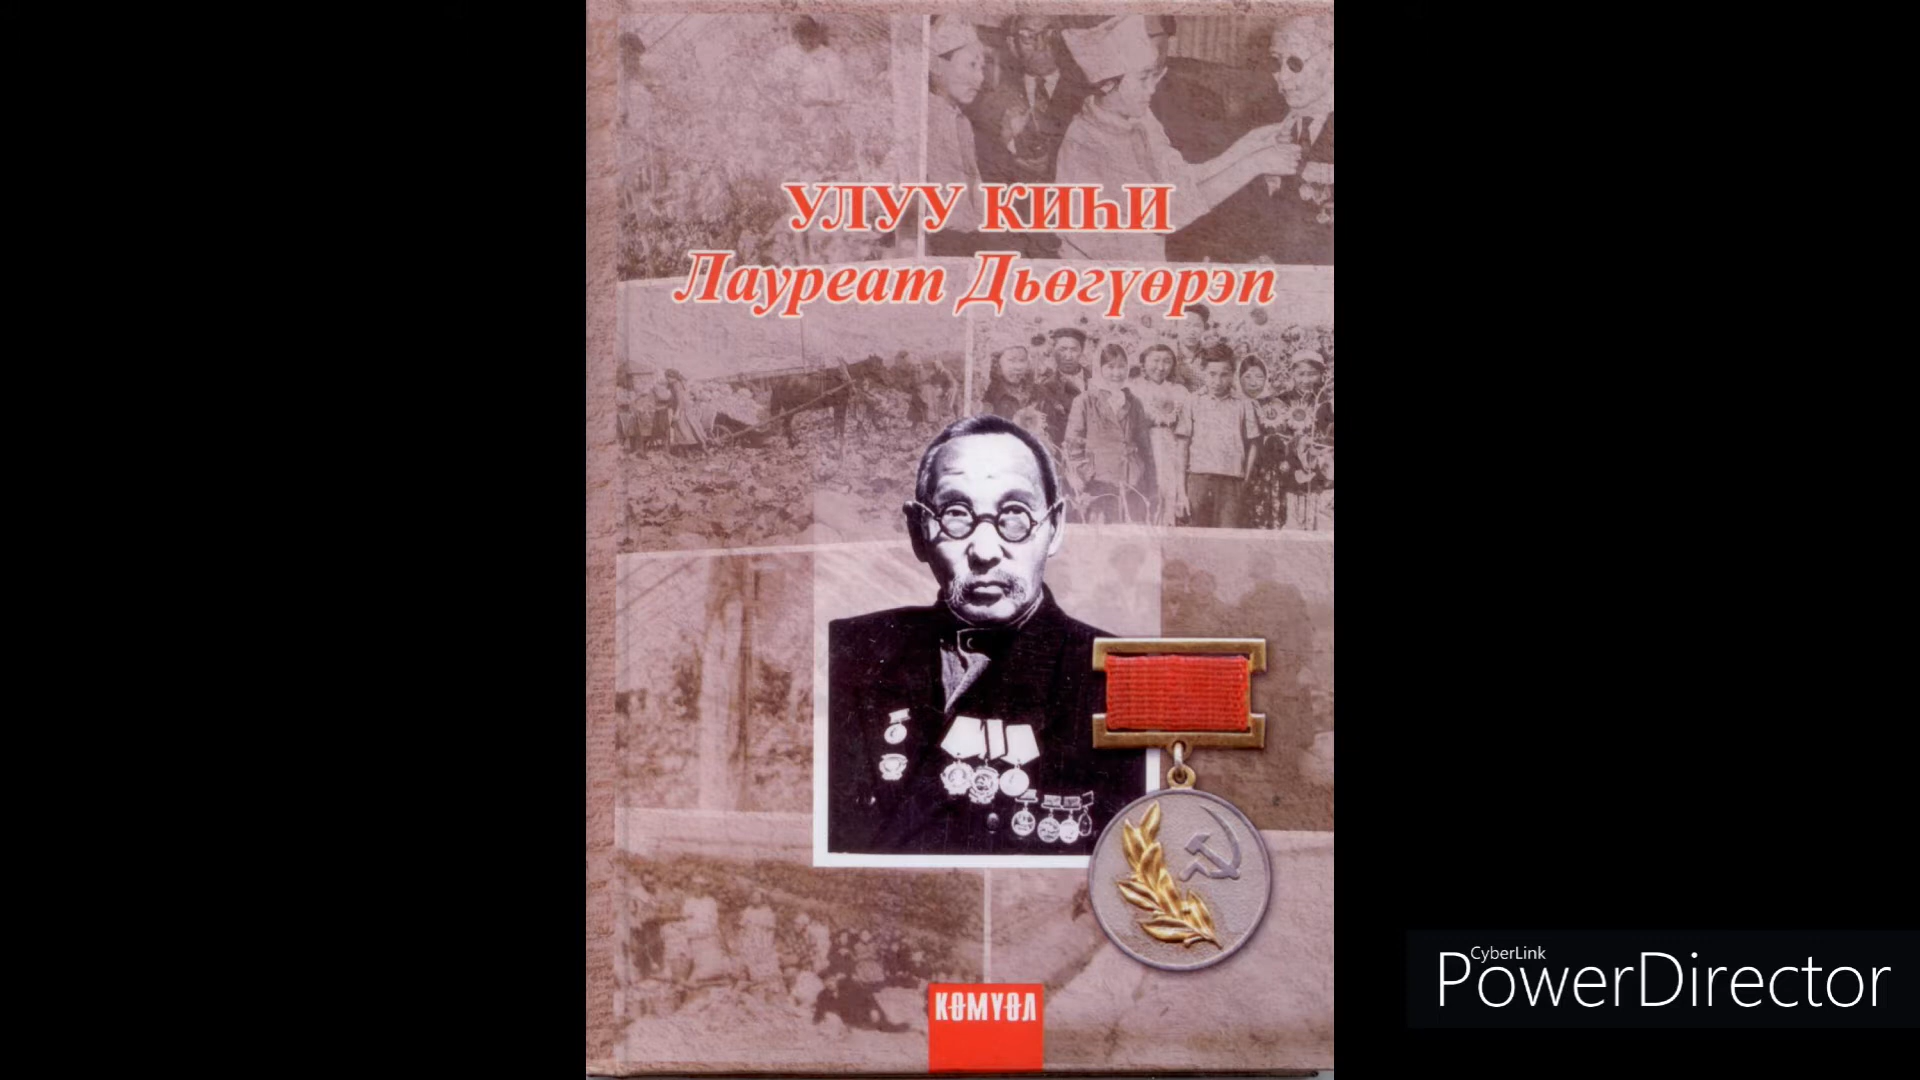 УЛУУ КИҺИ
Лауреат Дьөгүөрэп
КӨМҮӨЛ
CyberLink
PowerDirector